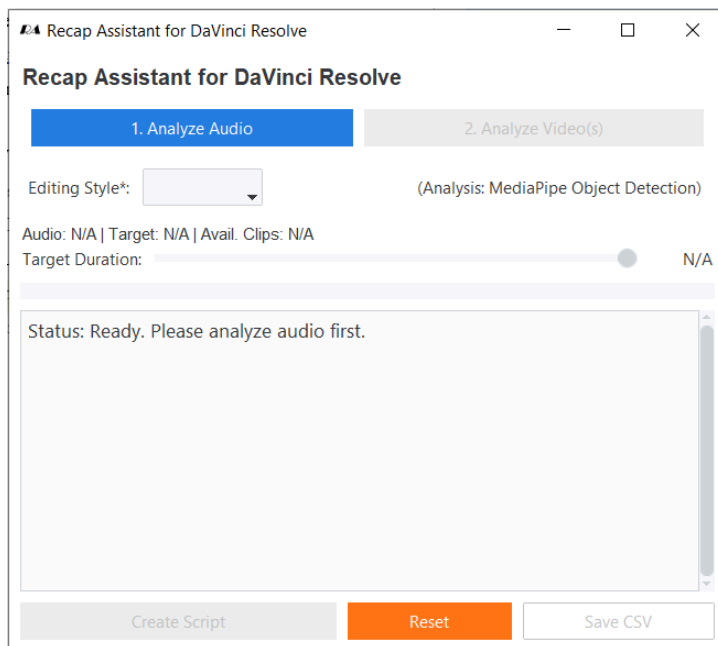 RA Recap Assistant for DaVinci Resolve
Recap Assistant for DaVinci Resolve
1. Analyze Audio 2. Analyze Video(s)
Editing Style*: (Analysis: MediaPipe Object Detection)
Audio: N/A | Target: N/A | Avail. Clips: N/A
Target Duration: N/A
Status: Ready. Please analyze audio first.
Create Script Reset Save CSV